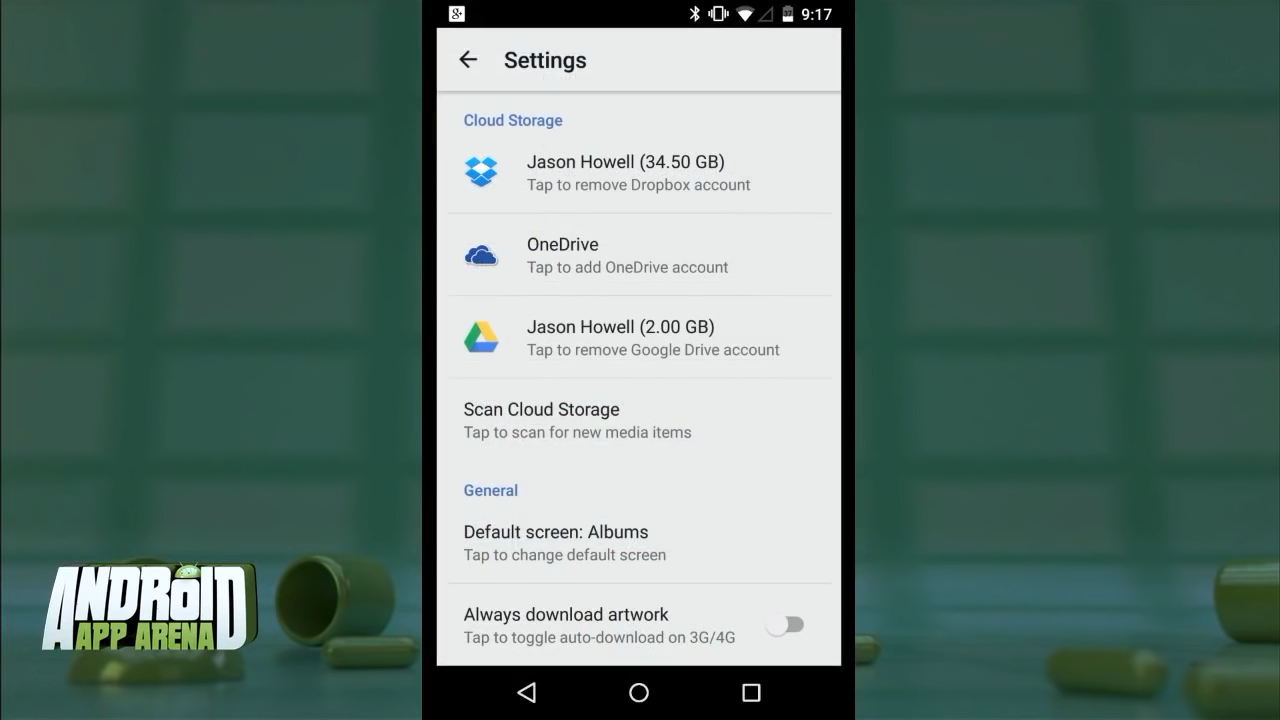 9:17
Settings
Cloud Storage
Jason Howell (34.50 GB)
Tap to remove Dropbox account
OneDrive
Tap to add OneDrive account
Jason Howell (2.00 GB)
Tap to remove Google Drive account
Scan Cloud Storage
Tap to scan for new media items
General
Default screen: Albums
Tap to change default screen
Always download artwork
Tap to toggle auto-download on 3G/4G
ANDROID
APP ARENA